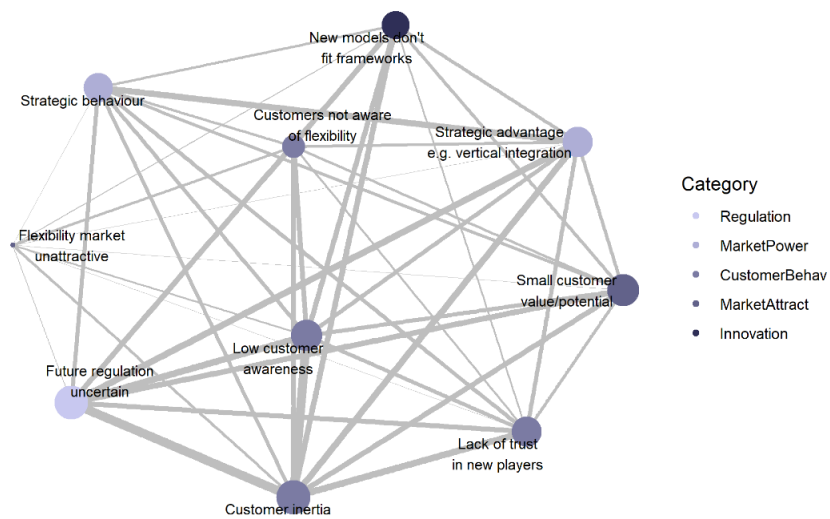 New models don't
fit frameworks
Strategic behaviour
Customers not aware
of flexibility
Strategic advantage
e.g. vertical integration
Flexibility market
unattractive
Small customer
value/potential
Low customer
awareness
Future regulation
uncertain
Lack of trust
in new players
Customer inertia
Category
Regulation
MarketPower
CustomerBehav
MarketAttract
Innovation